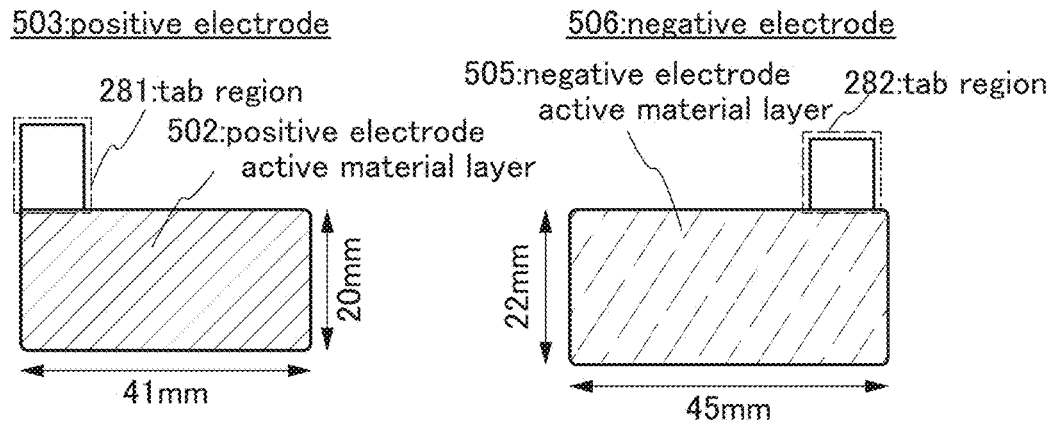 503:positive electrode
506:negative electrode
281:tab region
502:positive electrode
active material layer
505:negative electrode
active material layer
282:tab region
20mm
41mm
22mm
45mm